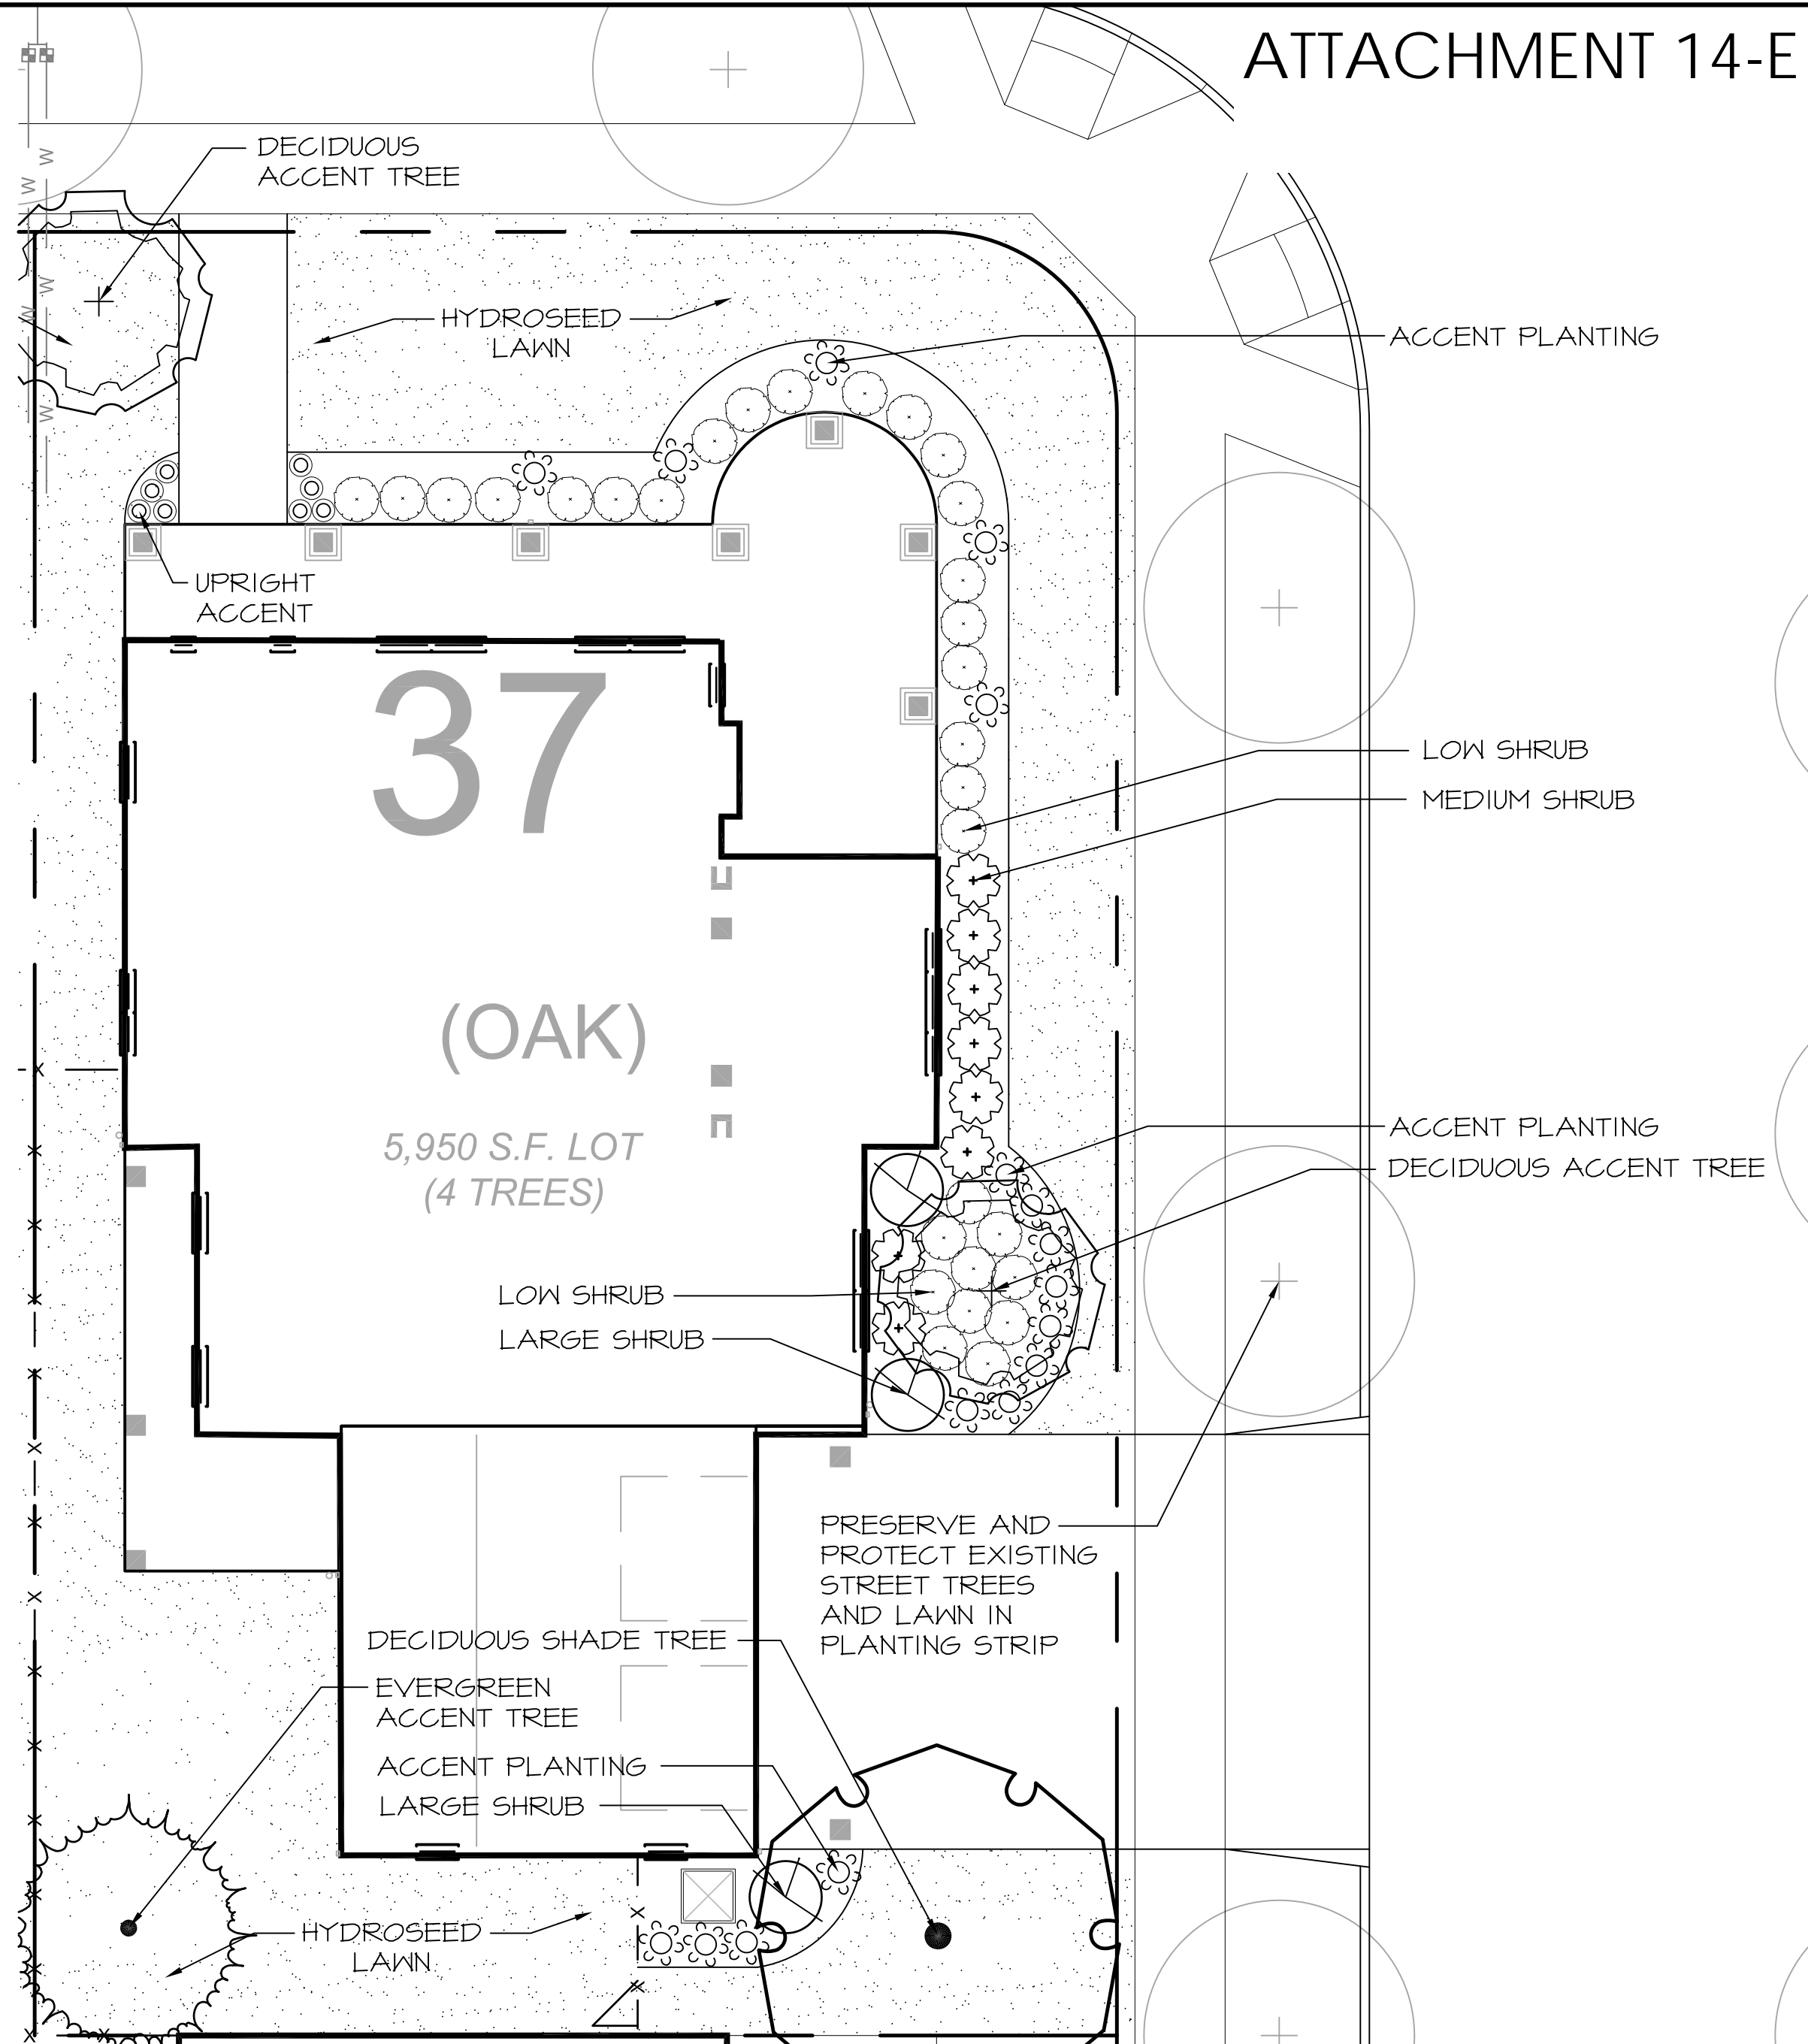 ATTACHMENT 14-E
DECIDUOUS
ACCENT TREE
W
W
W
W
W
HYDROSEED
LAWN
ACCENT PLANTING
UPRIGHT
ACCENT
37
LOW SHRUB
MEDIUM SHRUB
(OAK)
5,950 S.F. LOT
(4 TREES)
ACCENT PLANTING
DECIDUOUS ACCENT TREE
LOW SHRUB
LARGE SHRUB
PRESERVE AND
PROTECT EXISTING
STREET TREES
AND LAWN IN
PLANTING STRIP
DECIDUOUS SHADE TREE
EVERGREEN
ACCENT TREE
ACCENT PLANTING
LARGE SHRUB
HYDROSEED
LAWN